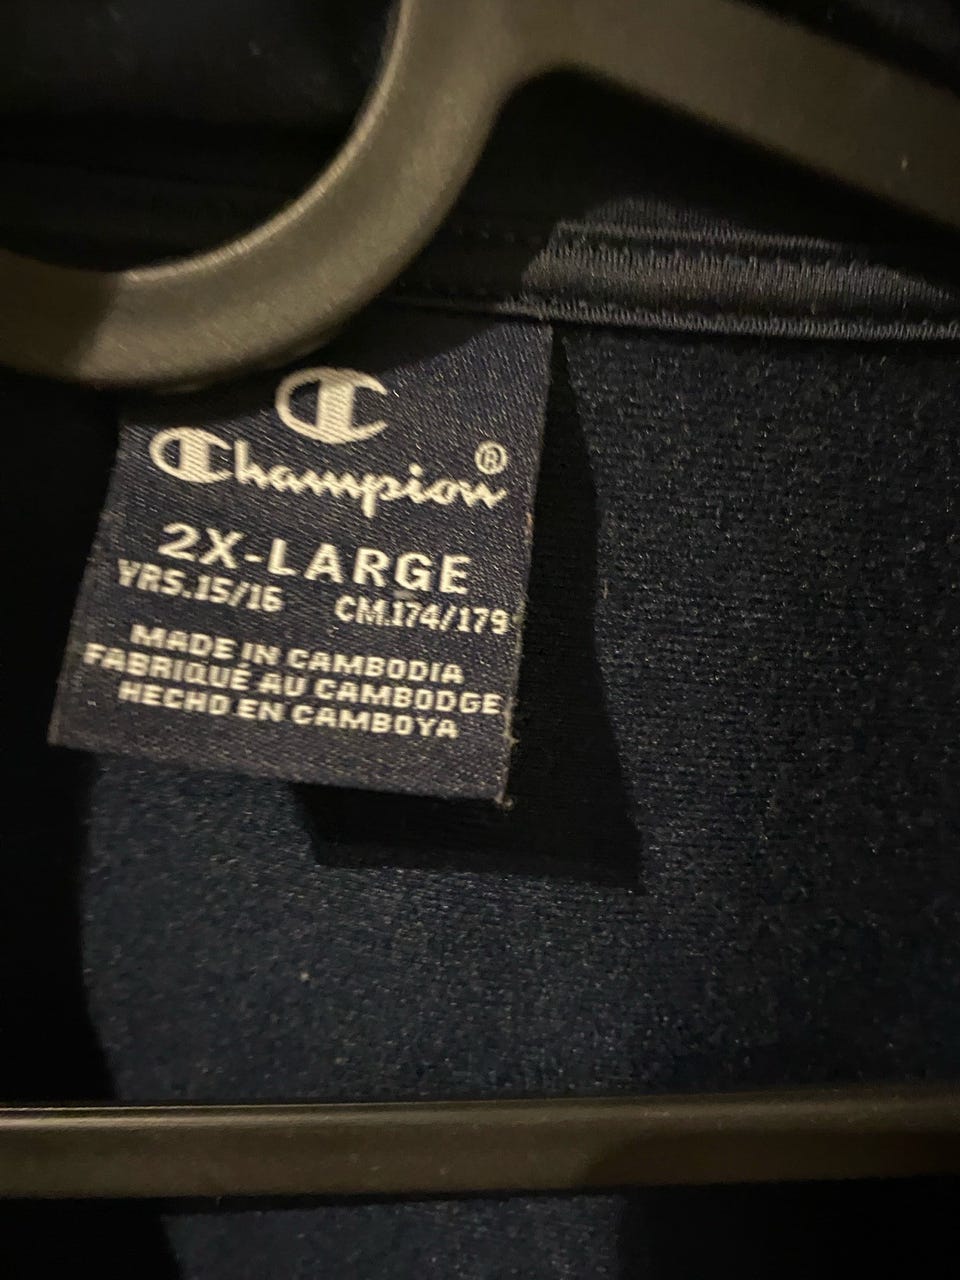 Champion®
2X-LARGE
YRS.15/16 CM.174/179
MADE IN CAMBODIA
FABRIQUÉ AU CAMBODGE
HECHO EN CAMBOYA